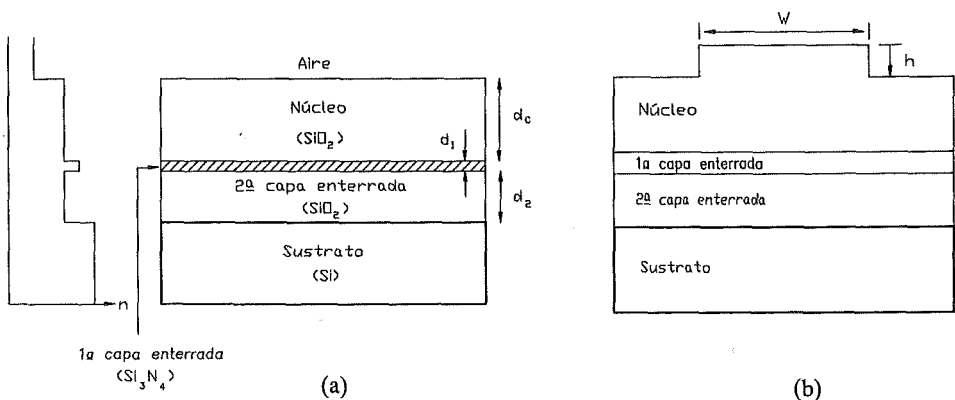 Aire
Núcleo
(SiO₂)
d₁
d_c
2ª capa enterrada
(SiO₂)
d₂
Sustrato
(Si)
n
1ª capa enterrada
(Si₃N₄)
(a)
W
h
Núcleo
1ª capa enterrada
2ª capa enterrada
Sustrato
(b)